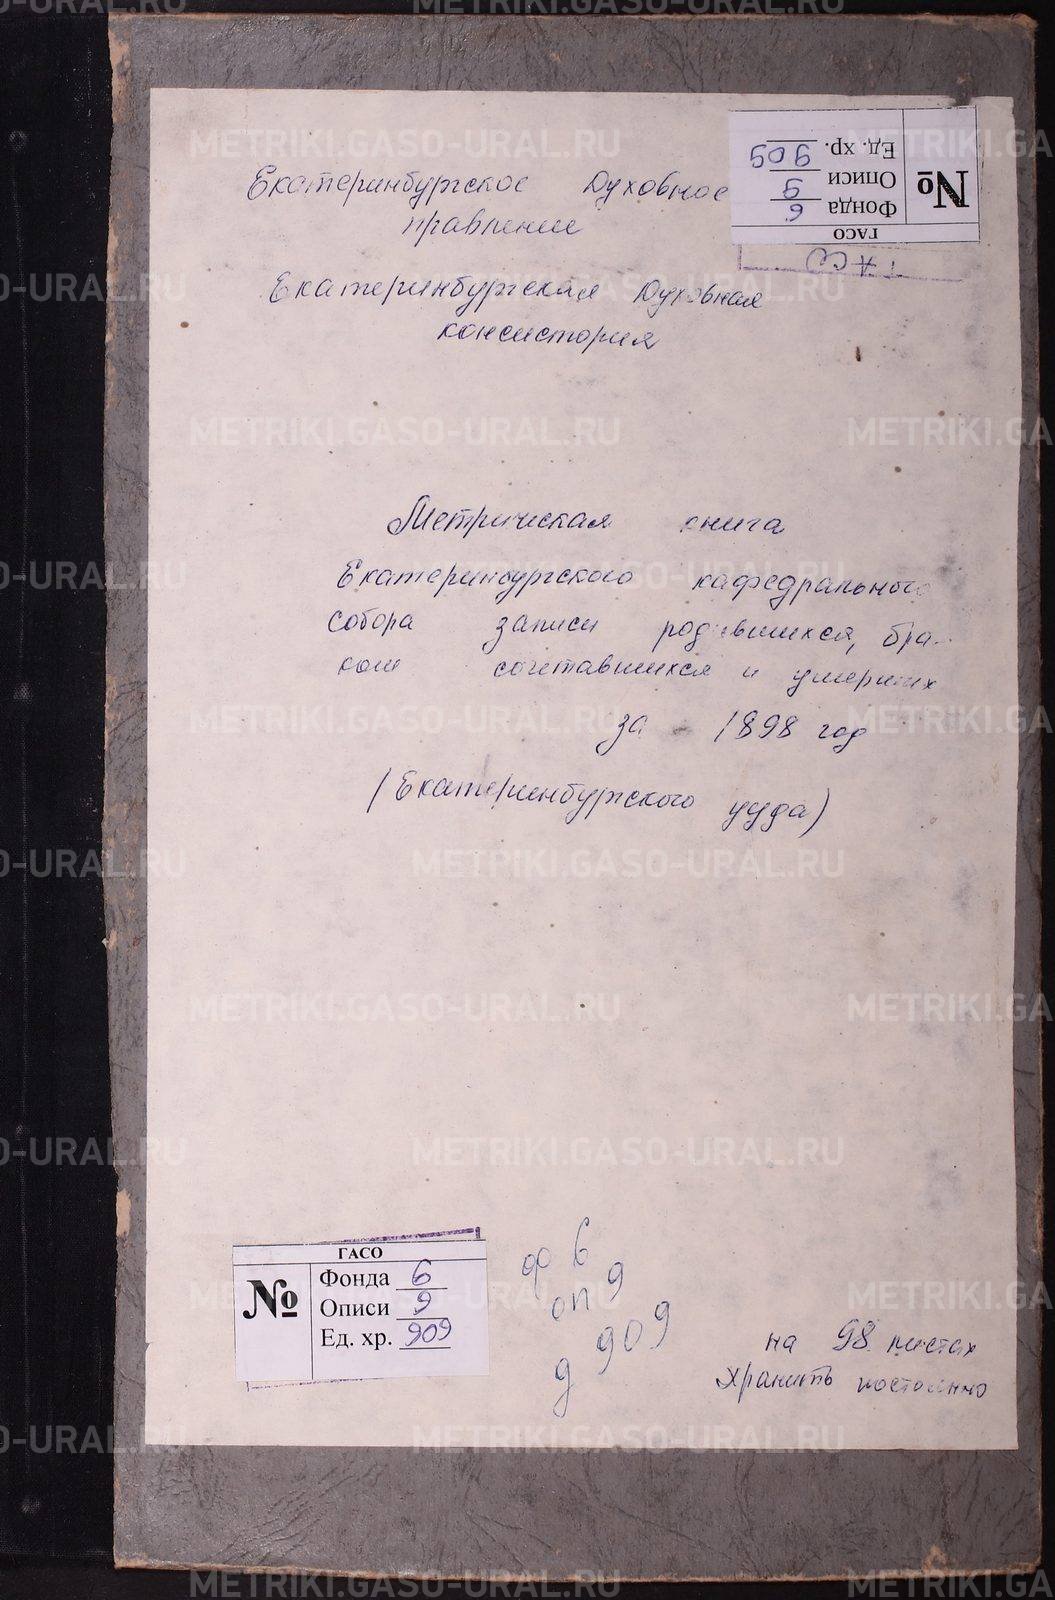 Екатеринбургское Духовное
правление
Екатеринбургская Духовная
консистория
№
ГАСО
Фонда 6
Описи 9
Ед. хр. 909
Метрическая книга
Екатеринбургского кафедрального
собора записи родившихся, бра-
ком сочетавшихся и умерших
за 1898 год
(Екатеринбургского уезда)
ГАСО
№
Фонда 6
Описи 9
Ед. хр. 909
ф 6
оп 9
д 909
на 98 листах
Хранить постоянно
METRIKI.GASO-URAL.RU